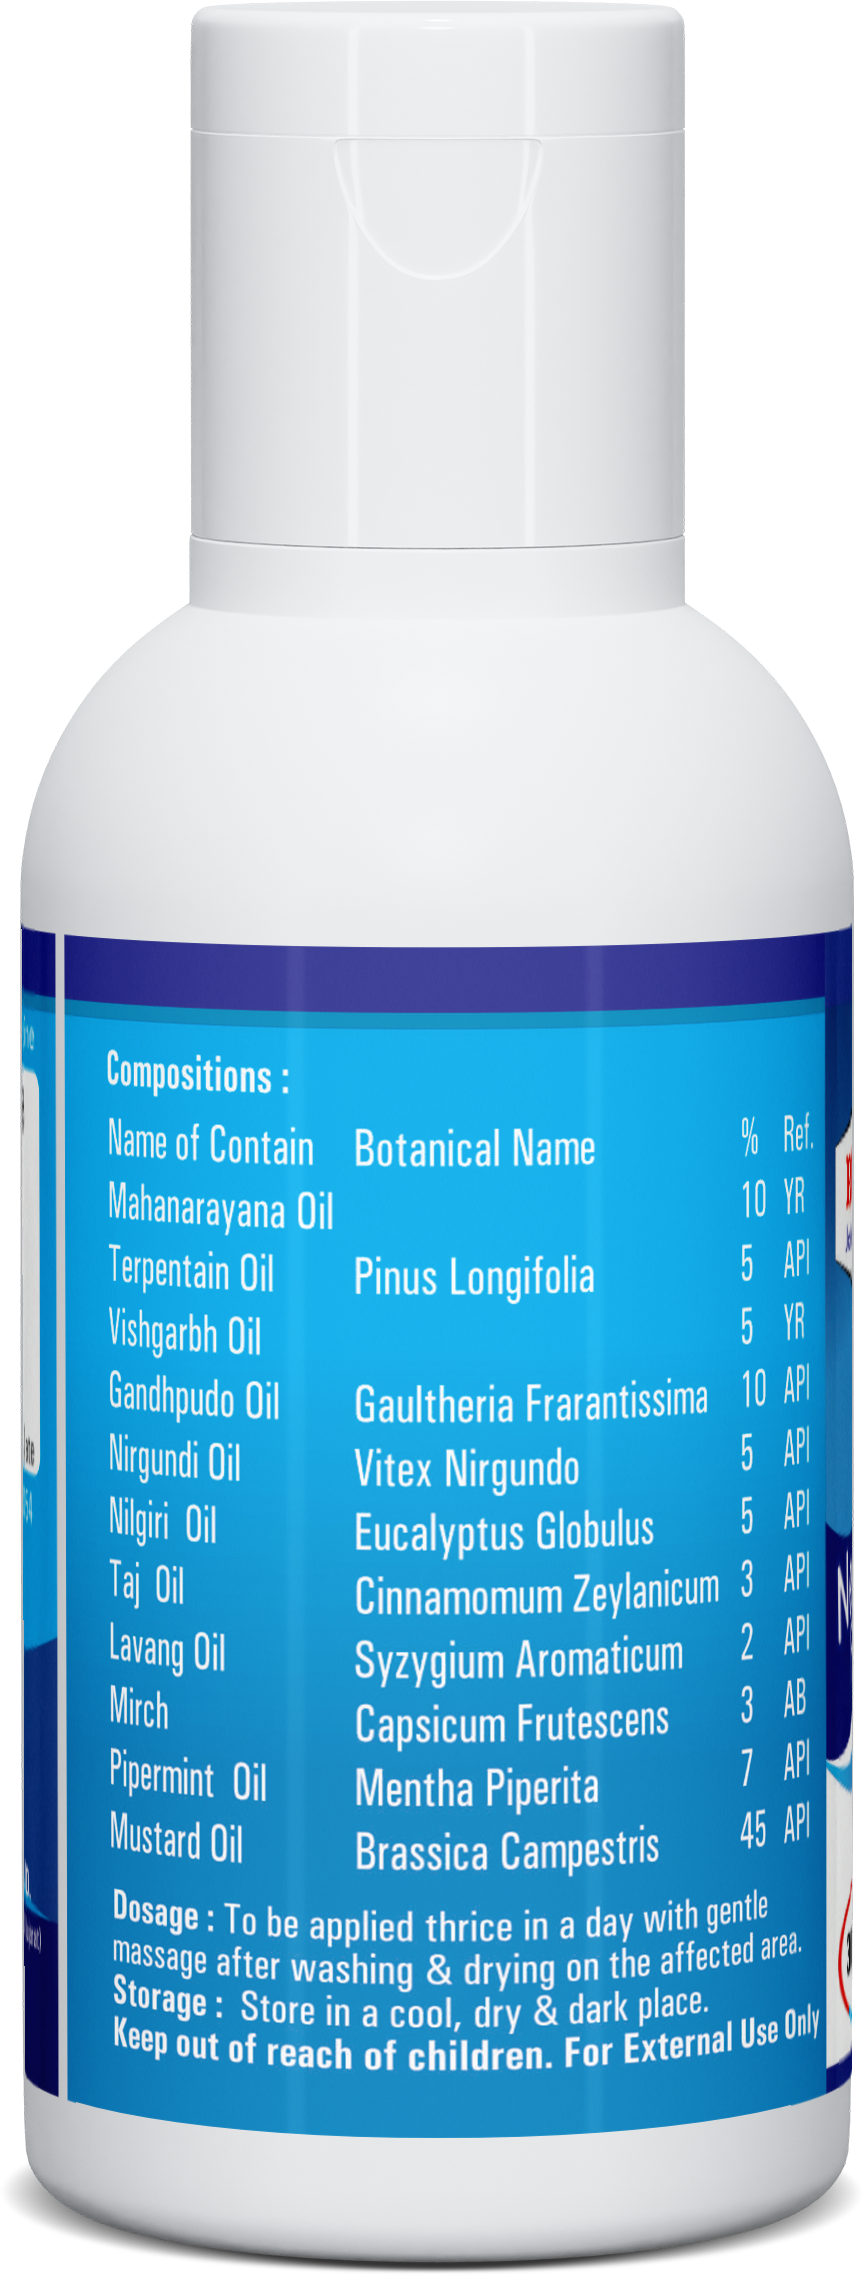 Compositions :
Name of Contain Botanical Name % Ref.
Mahanarayana Oil 10 YR
Terpentain Oil Pinus Longifolia 5 API
Vishgarbh Oil 5 YR
Gandhpudo Oil Gaultheria Frarantissima 10 API
Nirgundi Oil Vitex Nirgundo 5 API
Nilgiri Oil Eucalyptus Globulus 5 API
Taj Oil Cinnamomum Zeylanicum 3 API
Lavang Oil Syzygium Aromaticum 2 API
Mirch Capsicum Frutescens 3 AB
Pipermint Oil Mentha Piperita 7 API
Mustard Oil Brassica Campestris 45 API
Dosage : To be applied thrice in a day with gentle
massage after washing & drying on the affected area.
Storage : Store in a cool, dry & dark place.
Keep out of reach of children. For External Use Only